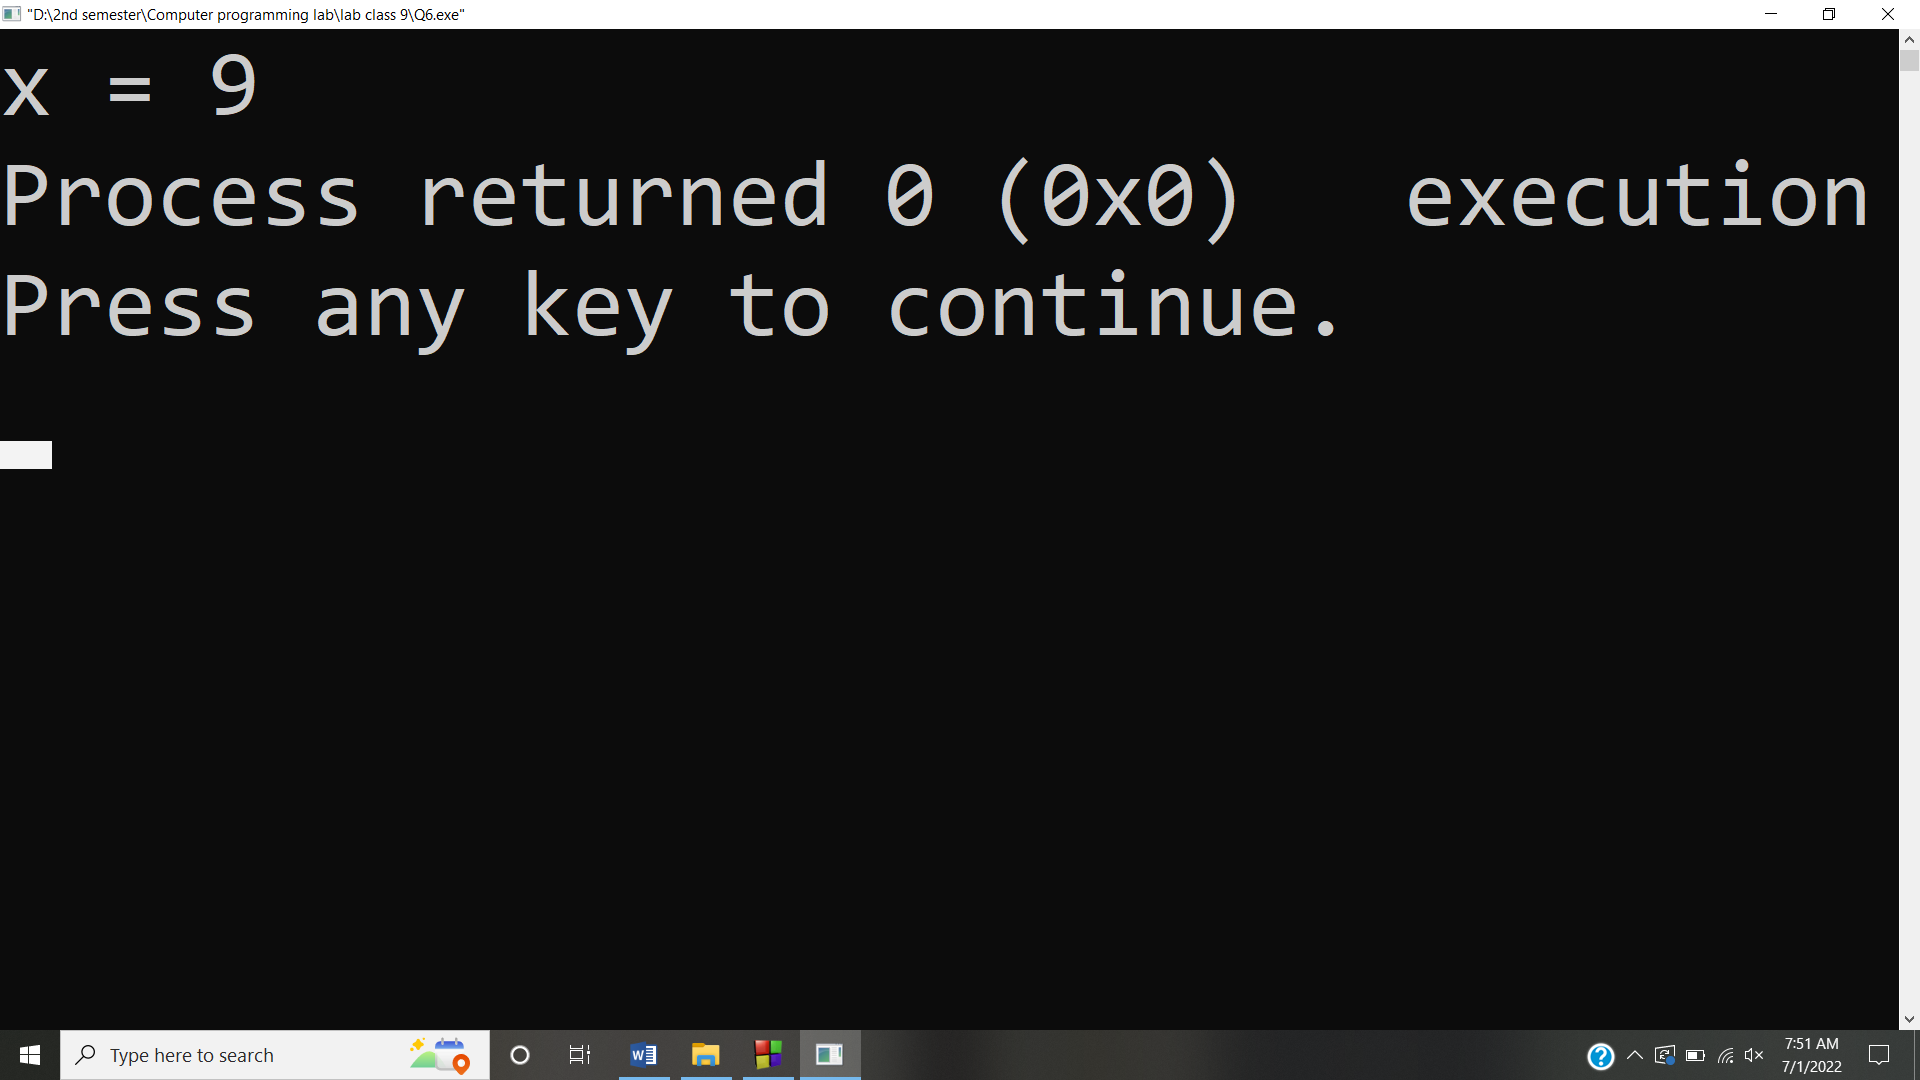 "D:\2nd semester\Computer programming lab\lab class 9\Q6.exe"
x = 9
Process returned 0 (0x0)   execution
Press any key to continue.
Type here to search
7:51 AM
7/1/2022